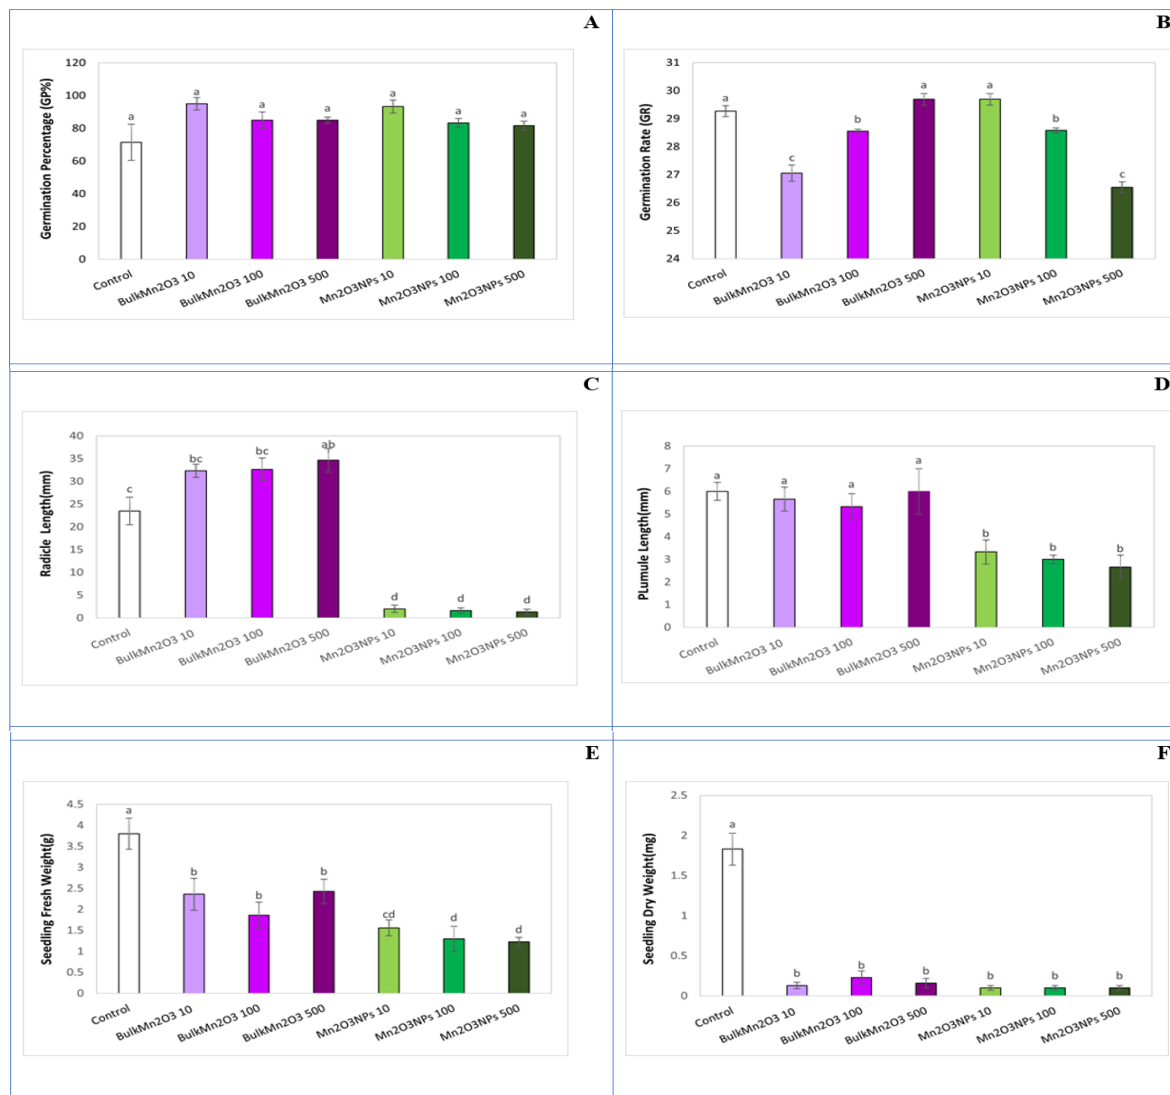 A
Germination Percentage (GP%)
120
100
80
60
40
20
0
a a a a a a a
Control BulkMn2O3 10 BulkMn2O3 100 BulkMn2O3 500 Mn2O3NPs 10 Mn2O3NPs 100 Mn2O3NPs 500
B
Germination Rate (GR)
31
30
29
28
27
26
25
24
a c b a a b c
Control BulkMn2O3 10 BulkMn2O3 100 BulkMn2O3 500 Mn2O3NPs 10 Mn2O3NPs 100 Mn2O3NPs 500
C
Radicle Length(mm)
40
35
30
25
20
15
10
5
0
c bc bc ab d d d
Control BulkMn2O3 10 BulkMn2O3 100 BulkMn2O3 500 Mn2O3NPs 10 Mn2O3NPs 100 Mn2O3NPs 500
D
PLumule Length(mm)
8
7
6
5
4
3
2
1
0
a a a a b b b
Control BulkMn2O3 10 BulkMn2O3 100 BulkMn2O3 500 Mn2O3NPs 10 Mn2O3NPs 100 Mn2O3NPs 500
E
Seedling Fresh Weight(g)
4.5
4
3.5
3
2.5
2
1.5
1
0.5
0
a b b b cd d d
Control BulkMn2O3 10 BulkMn2O3 100 BulkMn2O3 500 Mn2O3NPs 10 Mn2O3NPs 100 Mn2O3NPs 500
F
Seedling Dry Weight(mg)
2.5
2
1.5
1
0.5
0
a b b b b b b
Control BulkMn2O3 10 BulkMn2O3 100 BulkMn2O3 500 Mn2O3NPs 10 Mn2O3NPs 100 Mn2O3NPs 500